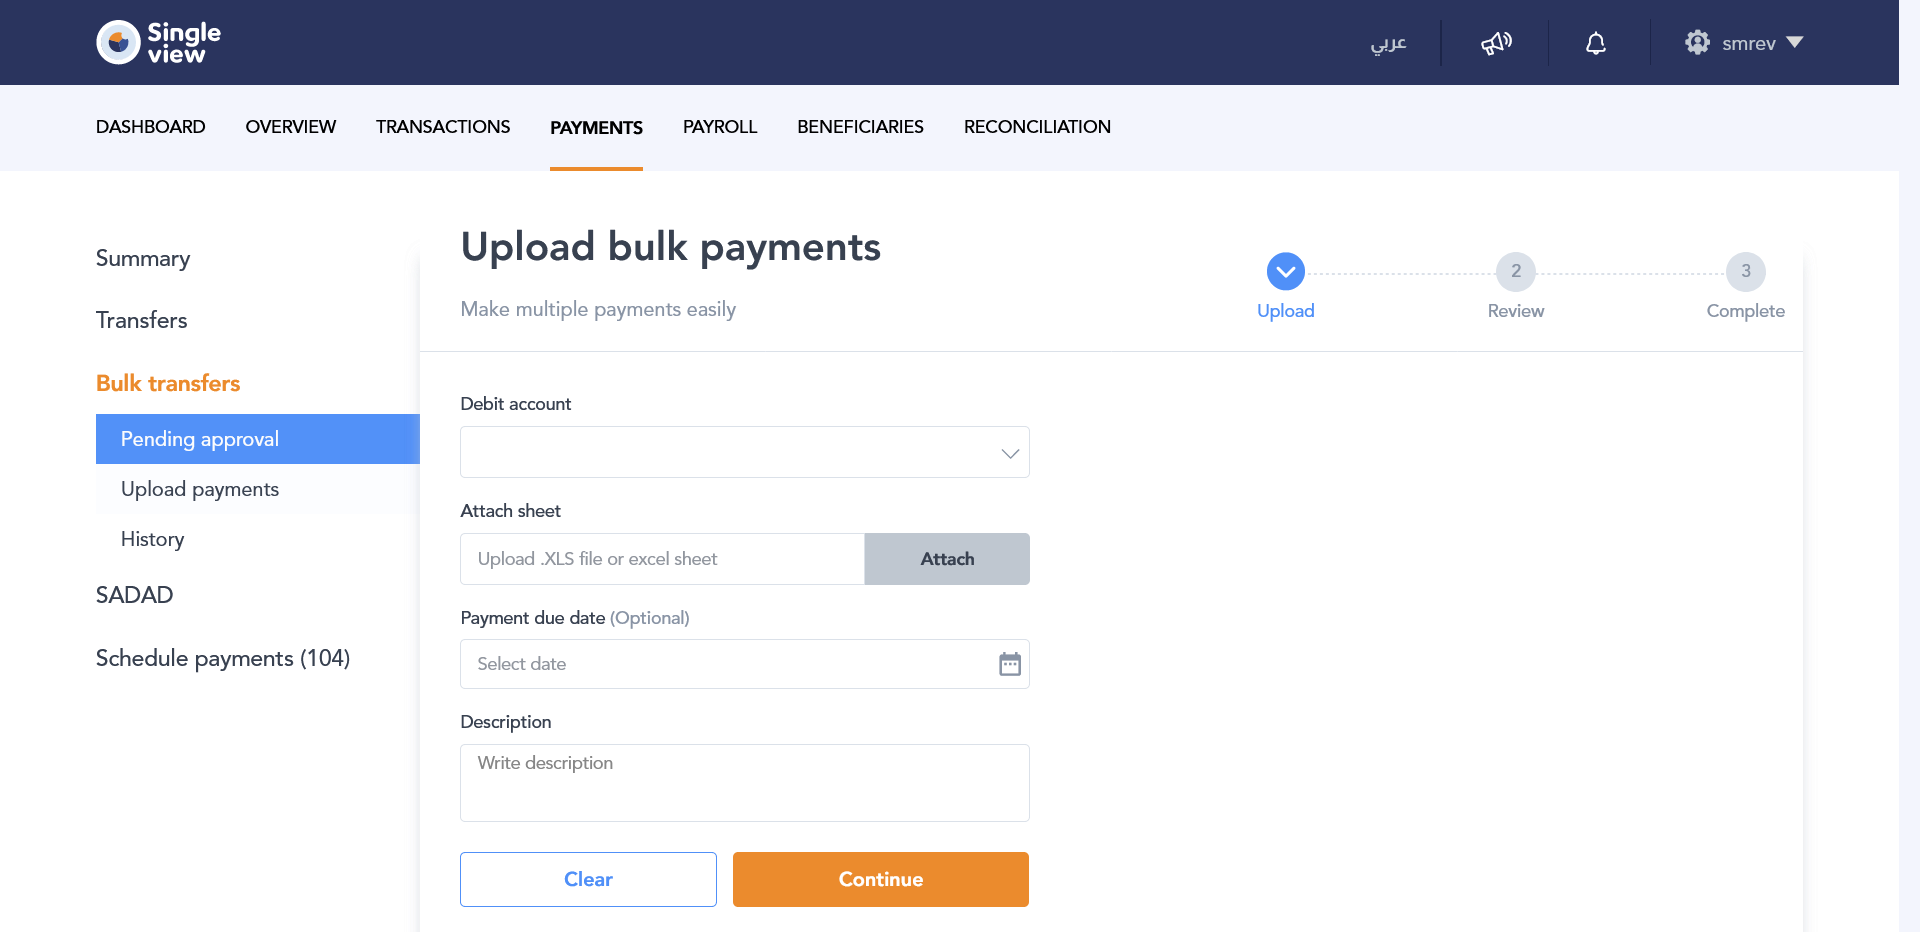 Single
view
عربي
smrev
DASHBOARD
OVERVIEW
TRANSACTIONS
PAYMENTS
PAYROLL
BENEFICIARIES
RECONCILIATION
Summary
Transfers
Bulk transfers
Pending approval
Upload payments
History
SADAD
Schedule payments (104)
Upload bulk payments
Make multiple payments easily
Upload
2
Review
3
Complete
Debit account
Attach sheet
Upload .XLS file or excel sheet
Attach
Payment due date (Optional)
Select date
Description
Write description
Clear
Continue